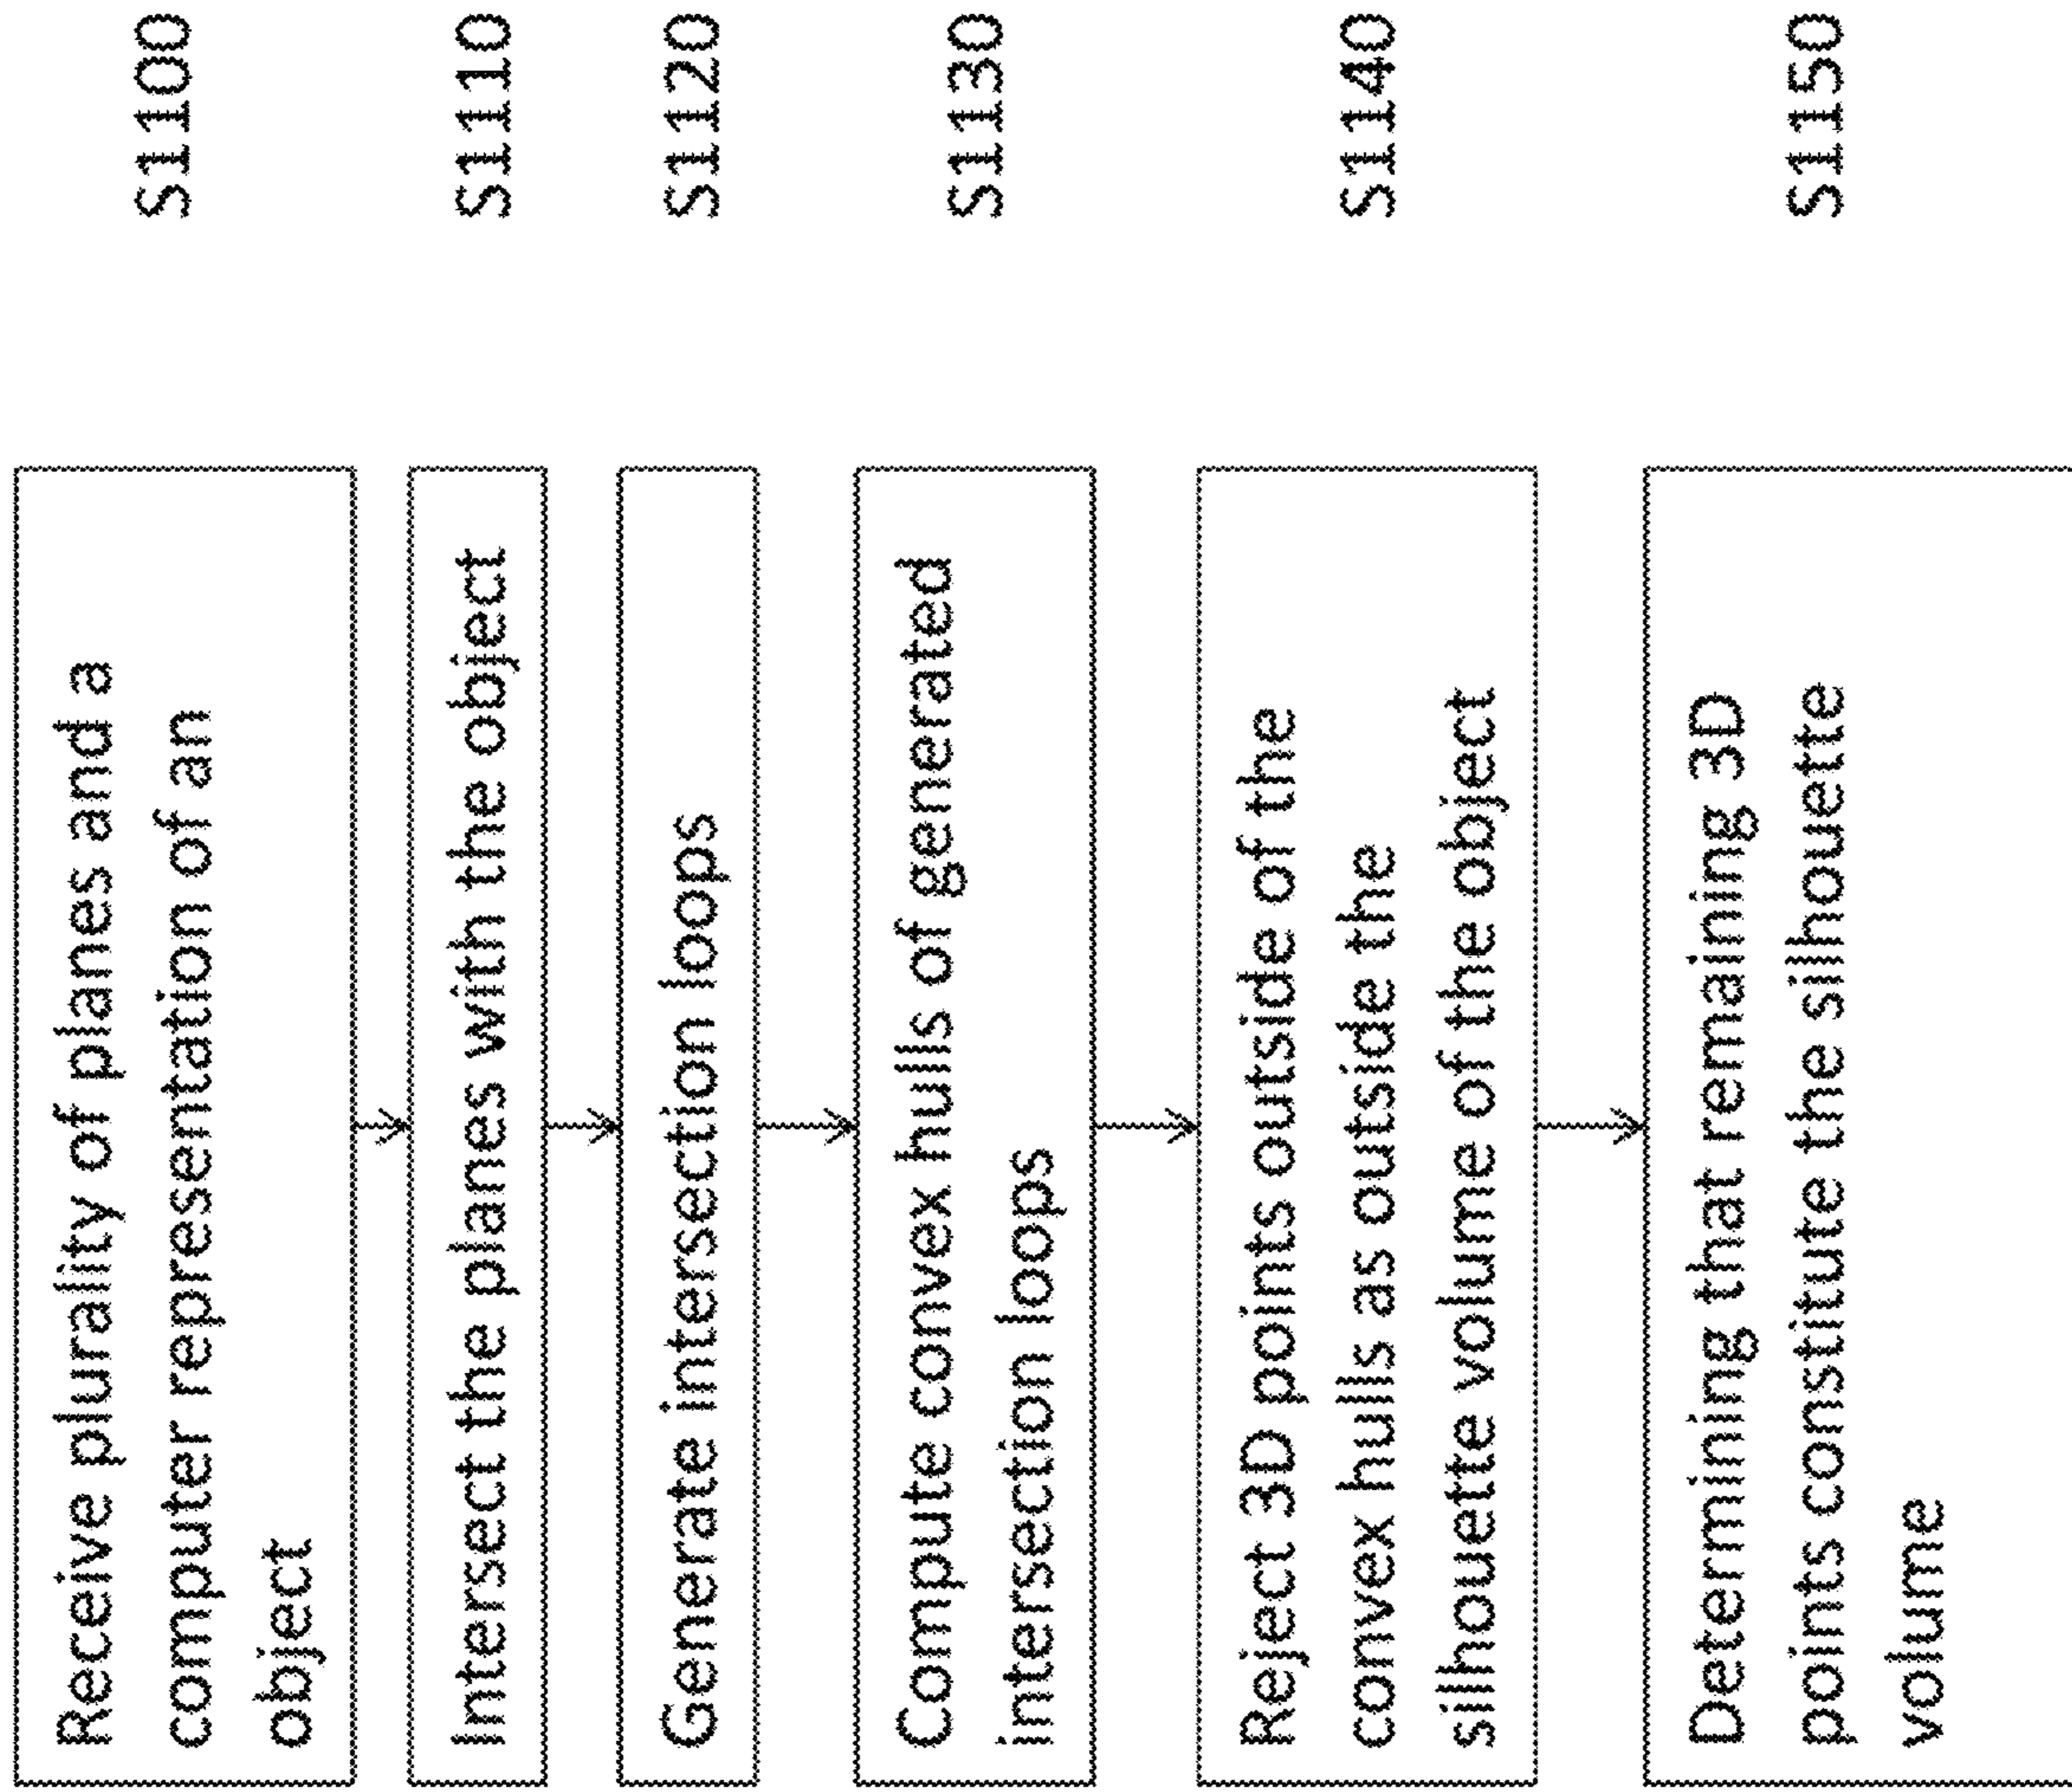 Receive plurality of planes and a
computer representation of an
object
S1100
Intersect the planes with the object
S1110
Generate intersection loops
S1120
Compute convex hulls of generated
intersection loops
S1130
Reject 3D points outside of the
convex hulls as outside the
silhouette volume of the object
S1140
Determining that remaining 3D
points constitute the silhouette
volume
S1150